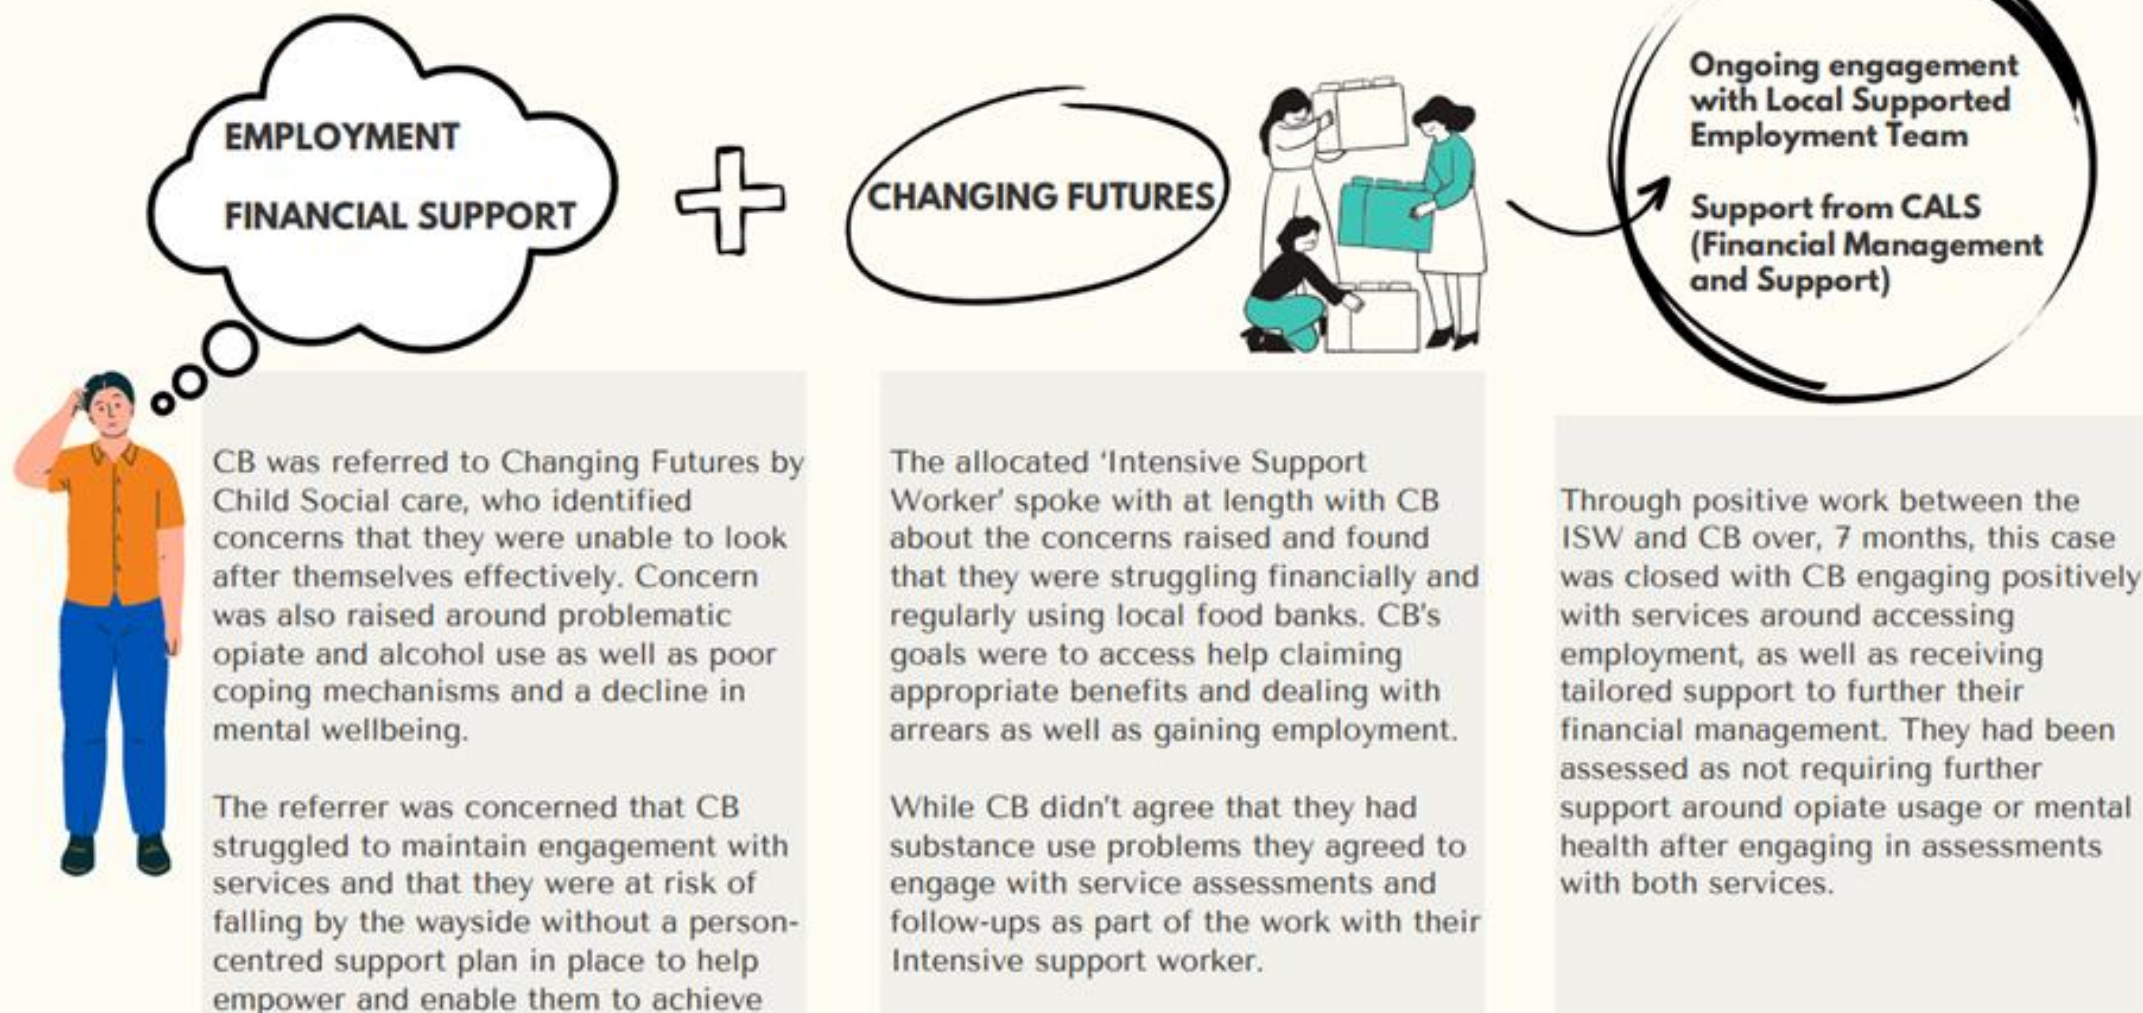 EMPLOYMENT
FINANCIAL SUPPORT
CHANGING FUTURES
Ongoing engagement
with Local Supported
Employment Team
Support from CALS
(Financial Management
and Support)
CB was referred to Changing Futures by
Child Social care, who identified
concerns that they were unable to look
after themselves effectively. Concern
was also raised around problematic
opiate and alcohol use as well as poor
coping mechanisms and a decline in
mental wellbeing.
The referrer was concerned that CB
struggled to maintain engagement with
services and that they were at risk of
falling by the wayside without a person-
centred support plan in place to help
empower and enable them to achieve
The allocated ‘Intensive Support
Worker' spoke with at length with CB
about the concerns raised and found
that they were struggling financially and
regularly using local food banks. CB's
goals were to access help claiming
appropriate benefits and dealing with
arrears as well as gaining employment.
While CB didn't agree that they had
substance use problems they agreed to
engage with service assessments and
follow-ups as part of the work with their
Intensive support worker.
Through positive work between the
ISW and CB over, 7 months, this case
was closed with CB engaging positively
with services around accessing
employment, as well as receiving
tailored support to further their
financial management. They had been
assessed as not requiring further
support around opiate usage or mental
health after engaging in assessments
with both services.